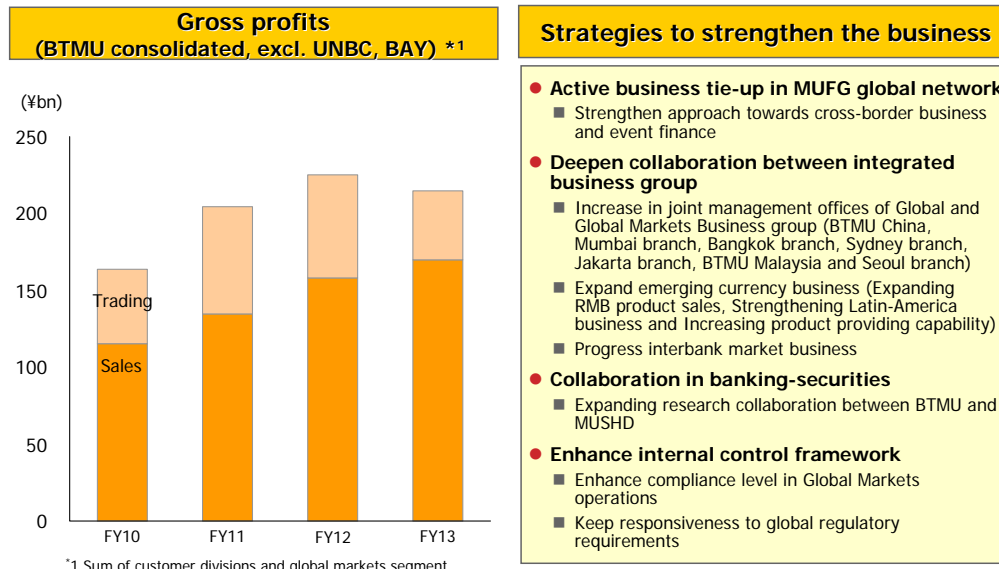 Gross profits
(BTMU consolidated, excl. UNBC, BAY) *1
(¥bn)
250
200
150
100
50
0
Trading
Sales
FY10 FY11 FY12 FY13
*1 Sum of customer divisions and global markets segment
Strategies to strengthen the business
● Active business tie-up in MUFG global network
■ Strengthen approach towards cross-border business
and event finance
● Deepen collaboration between integrated
business group
■ Increase in joint management offices of Global and
Global Markets Business group (BTMU China,
Mumbai branch, Bangkok branch, Sydney branch,
Jakarta branch, BTMU Malaysia and Seoul branch)
■ Expand emerging currency business (Expanding
RMB product sales, Strengthening Latin-America
business and Increasing product providing capability)
■ Progress interbank market business
● Collaboration in banking-securities
■ Expanding research collaboration between BTMU and
MUSHD
● Enhance internal control framework
■ Enhance compliance level in Global Markets
operations
■ Keep responsiveness to global regulatory
requirements